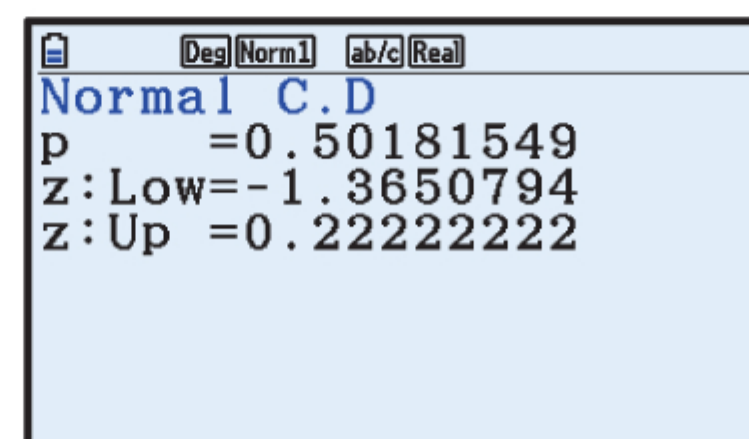 Deg Norm1 ab/c Real
Normal C.D
p =0.50181549
z:Low=-1.3650794
z:Up =0.22222222